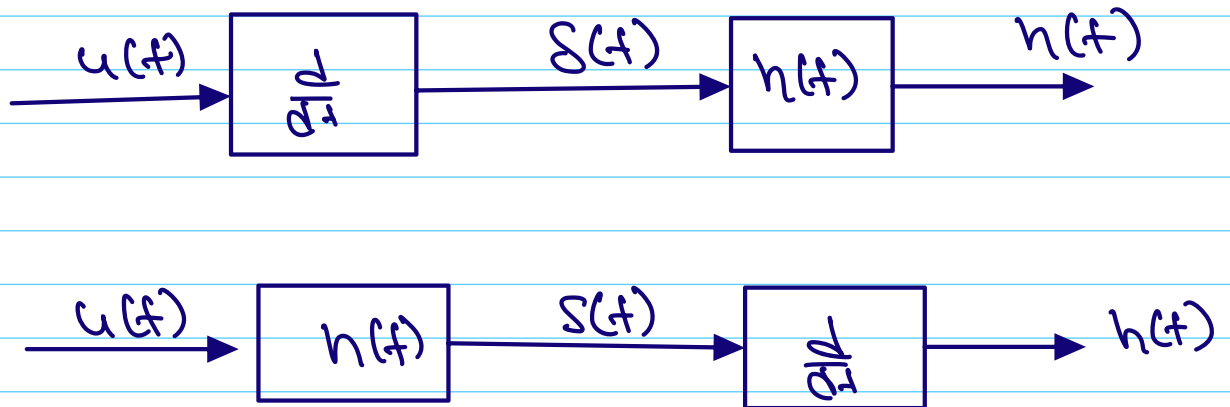 u(t) d/dt δ(t) h(t) h(t)
u(t) h(t) s(t) d/dt h(t)